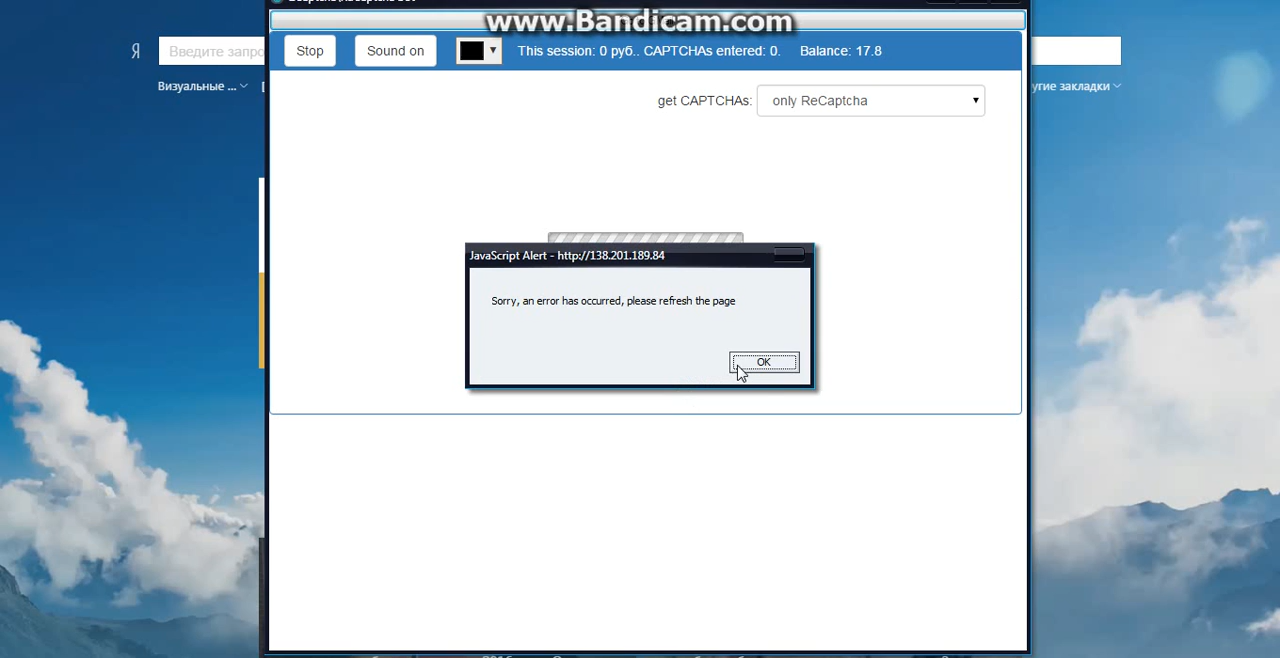 www.Bandicam.com
Я
Введите запро
Stop
Sound on
This session: 0 руб.. CAPTCHAs entered: 0.
Balance: 17.8
Визуальные ...
угие закладки
get CAPTCHAs:
only ReCaptcha
JavaScript Alert - http://138.201.189.84
Sorry, an error has occurred, please refresh the page
OK